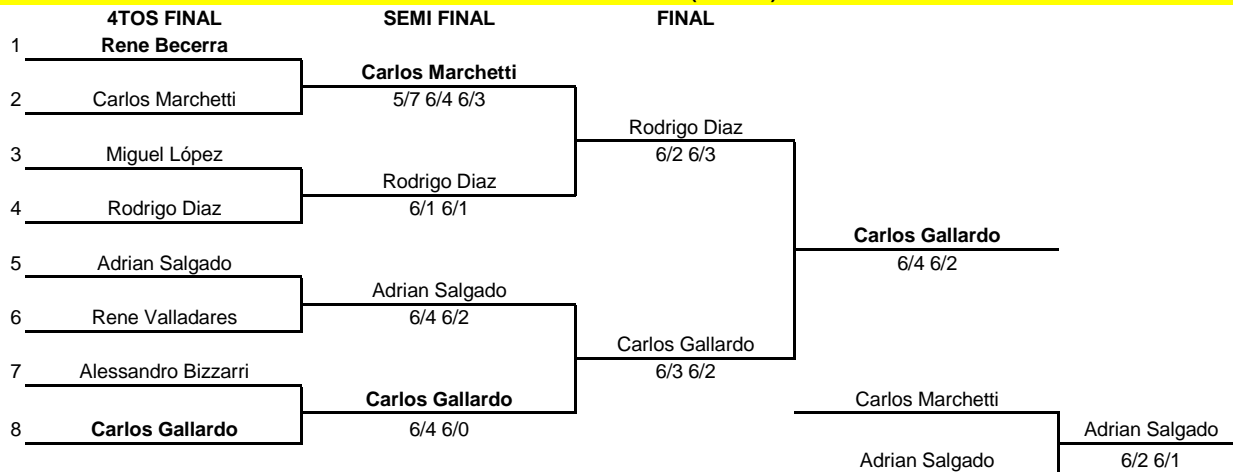 4TOS FINAL SEMI FINAL FINAL
1 Rene Becerra
Carlos Marchetti
2 Carlos Marchetti 5/7 6/4 6/3
Rodrigo Diaz
3 Miguel López 6/2 6/3
Rodrigo Diaz
4 Rodrigo Diaz 6/1 6/1
Carlos Gallardo
5 Adrian Salgado 6/4 6/2
Adrian Salgado
6 Rene Valladares 6/4 6/2
Carlos Gallardo
7 Alessandro Bizzarri 6/3 6/2
Carlos Gallardo Carlos Marchetti
8 Carlos Gallardo 6/4 6/0 Adrian Salgado
Adrian Salgado 6/2 6/1